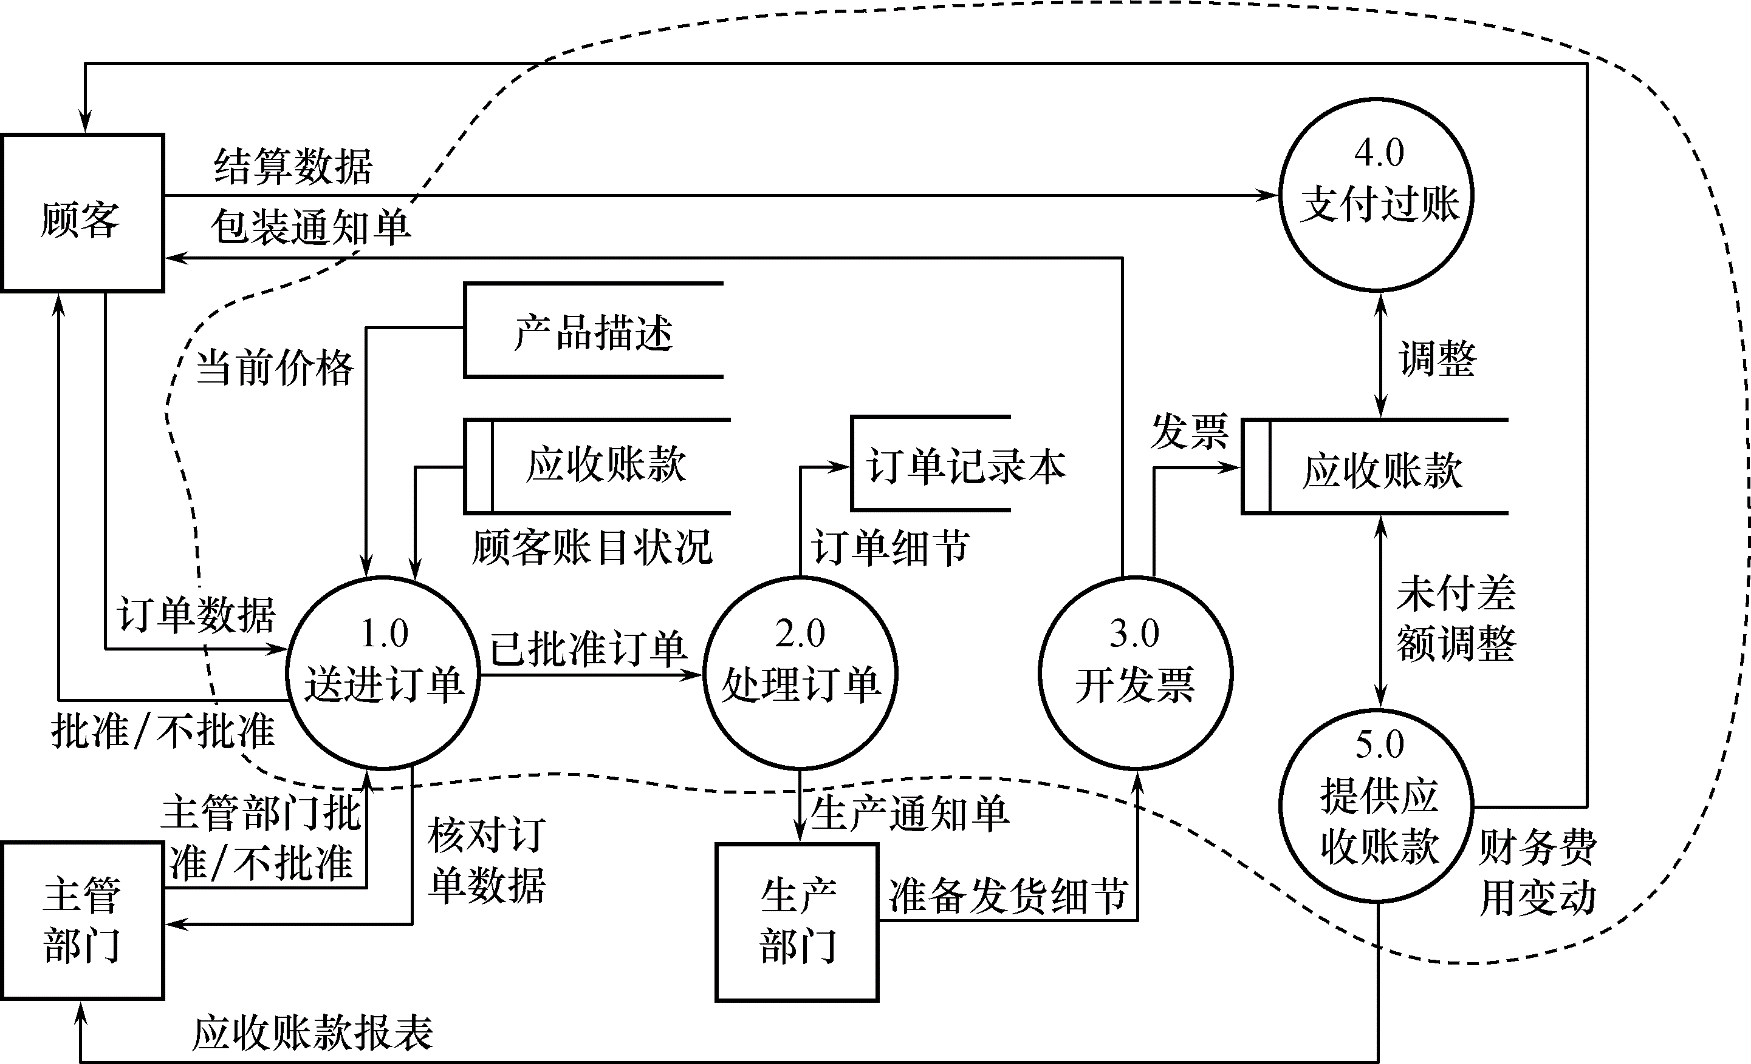 结算数据
4.0
支付过账
顾客
包装通知单
产品描述
当前价格
调整
发票
应收账款
订单记录本
应收账款
顾客账目状况
订单细节
未付差
额调整
订单数据
1.0
送进订单
已批准订单
2.0
处理订单
3.0
开发票
批准/不批准
5.0
提供应
收账款
主管部门批
准/不批准
核对订
单数据
生产通知单
财务费
用变动
主管
部门
生产
部门
准备发货细节
应收账款报表